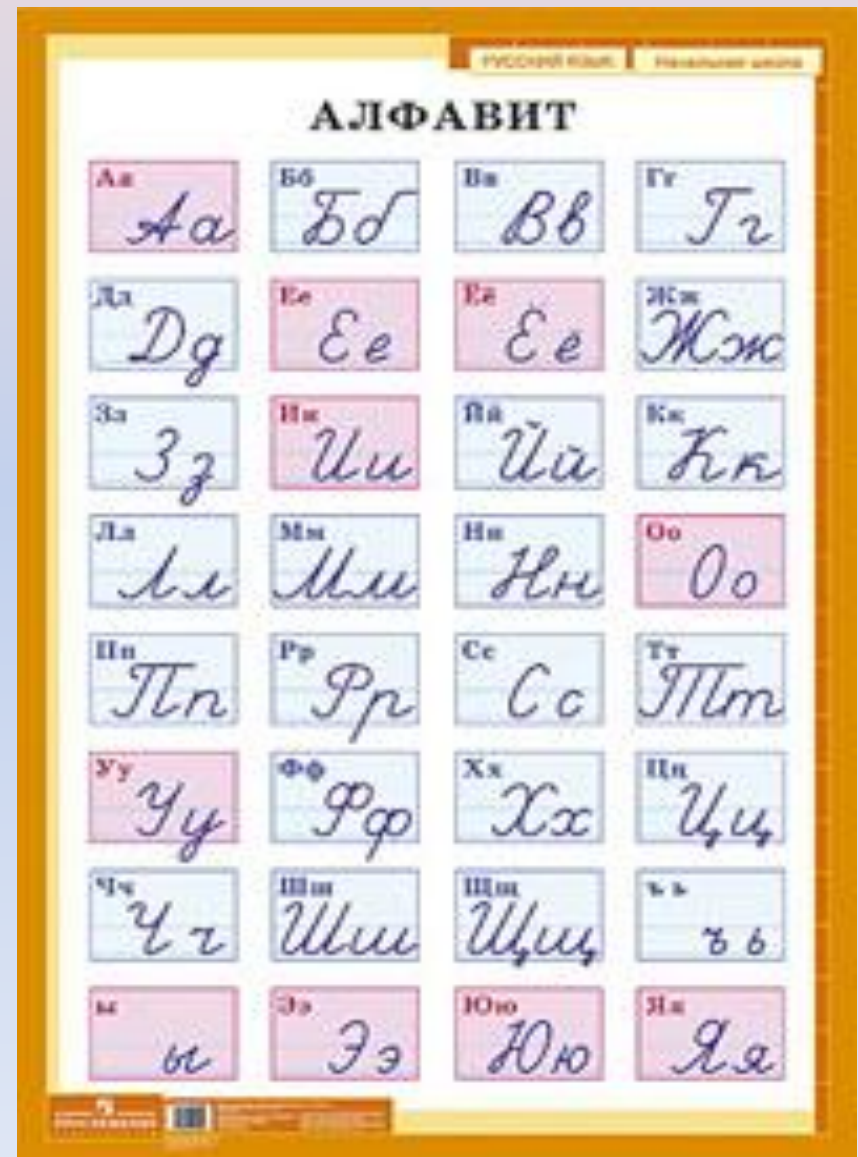 РУССКИЙ ЯЗЫК Начальная школа
АЛФАВИТ
Аа Бб Вв Гг
Аа Бб Вв Гг
Дд Ее Ёё Жж
Дд Ее Ёё Жж
Зз Ии Йй Кк
Зз Ии Йй Кк
Лл Мм Нн Оо
Лл Мм Нн Оо
Пп Рр Сс Тт
Пп Рр Сс Тт
Уу Фф Хх Цц
Уу Фф Хх Цц
Чч Шш Щщ ъ ь
Чч Шш Щщ ъ ь
ы Ээ Юю Яя
ы Ээ Юю Яя
ПРОСВЕЩЕНИЕ